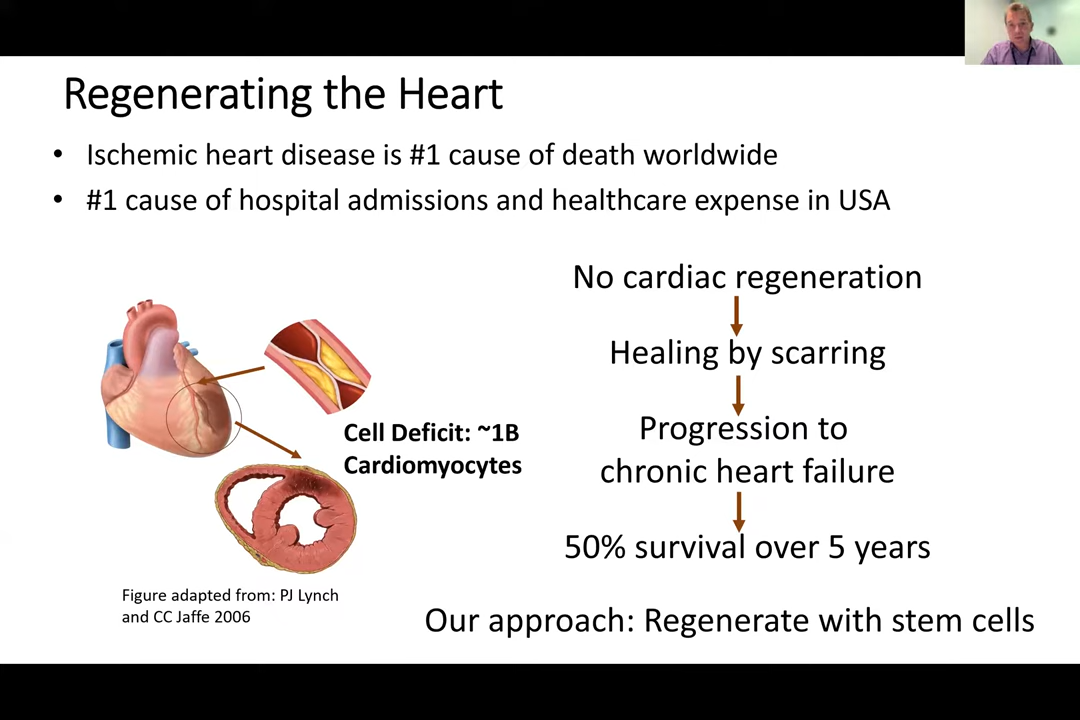 Regenerating the Heart
• Ischemic heart disease is #1 cause of death worldwide
• #1 cause of hospital admissions and healthcare expense in USA
No cardiac regeneration
Healing by scarring
Progression to
chronic heart failure
50% survival over 5 years
Cell Deficit: ~1B
Cardiomyocytes
Figure adapted from: PJ Lynch
and CC Jaffe 2006
Our approach: Regenerate with stem cells